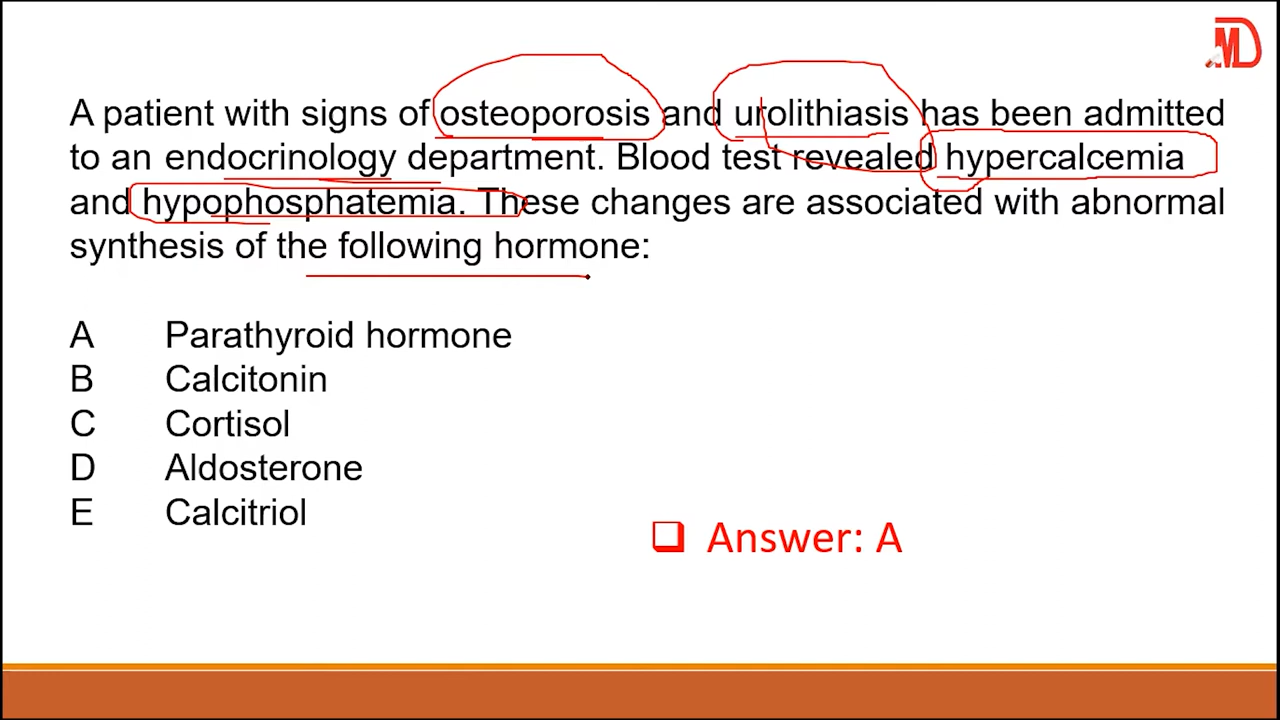 MD
A patient with signs of osteoporosis and urolithiasis has been admitted
to an endocrinology department. Blood test revealed hypercalcemia
and hypophosphatemia. These changes are associated with abnormal
synthesis of the following hormone:
A Parathyroid hormone
B Calcitonin
C Cortisol
D Aldosterone
E Calcitriol
❑ Answer: A